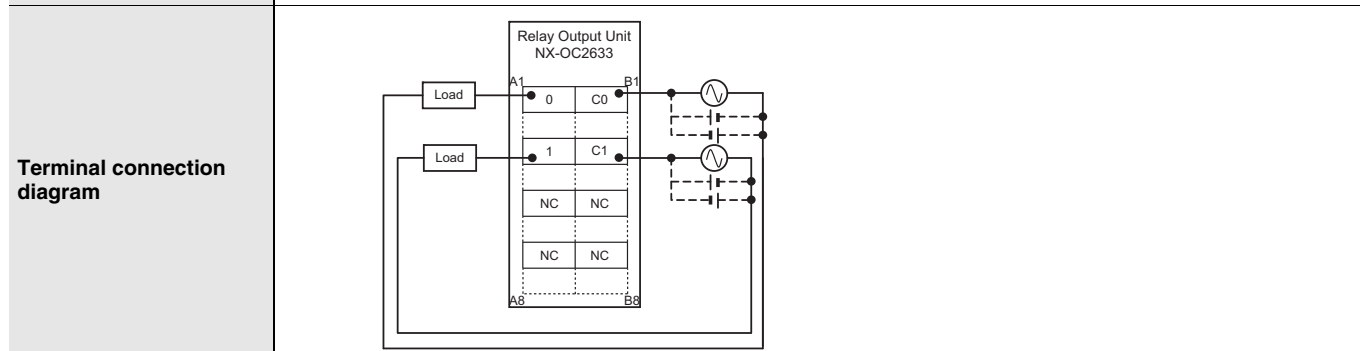 Terminal connection
diagram
Relay Output Unit
NX-OC2633
A1 B1
Load 0 C0
Load 1 C1
NC NC
NC NC
A8 B8